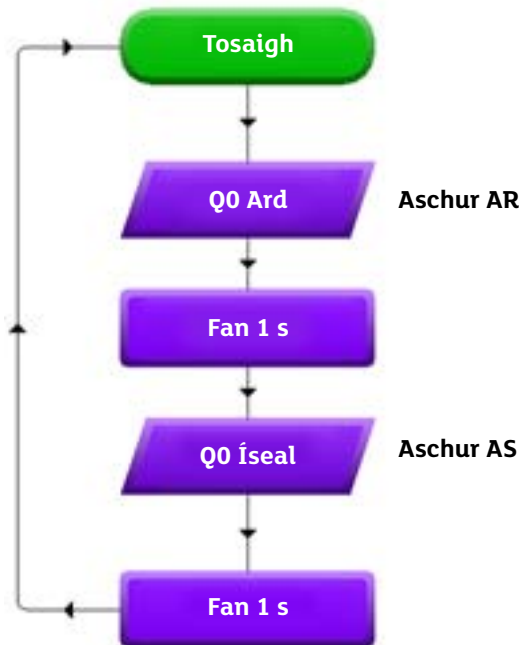 Tosaigh
Q0 Ard
Aschur AR
Fan 1 s
Q0 Íseal
Aschur AS
Fan 1 s